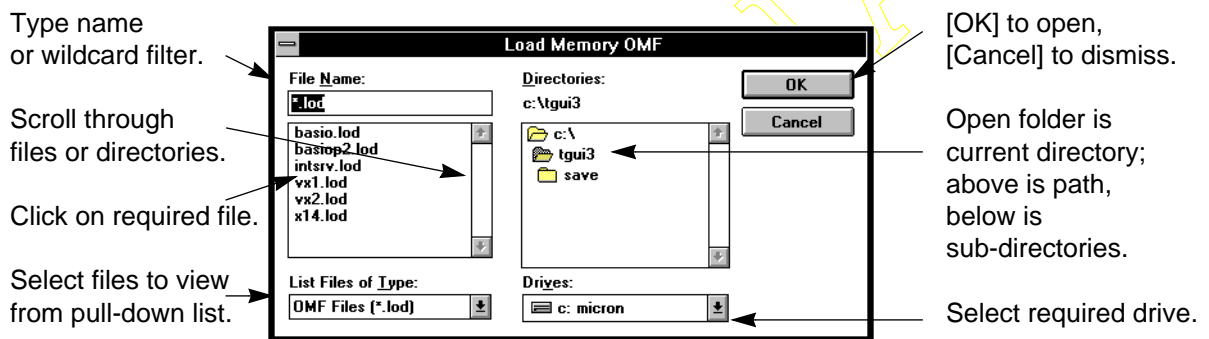 Type name
or wildcard filter.
Scroll through
files or directories.
Click on required file.
Select files to view
from pull-down list.
Load Memory OMF
File Name:
*.lod
basio.lod
basiop2.lod
intsrv.lod
vx1.lod
vx2.lod
x14.lod
List Files of Type:
OMF Files (*.lod)
Directories:
c:\tgui3
c:\
tgui3
save
Drives:
c: micron
OK
Cancel
[OK] to open,
[Cancel] to dismiss.
Open folder is
current directory;
above is path,
below is
sub-directories.
Select required drive.